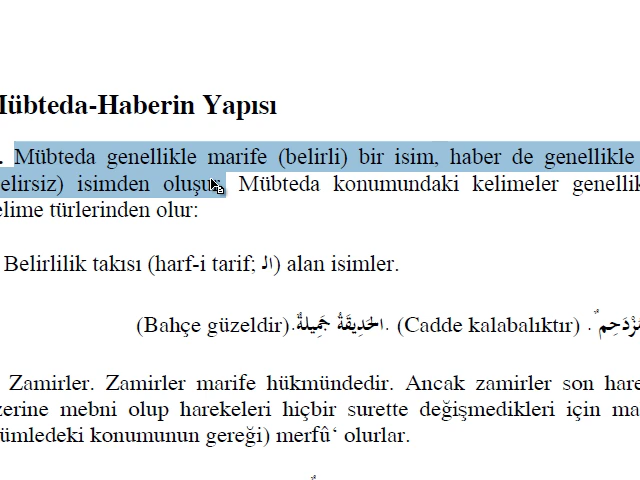 Mübteda-Haberin Yapısı
. Mübteda genellikle marife (belirli) bir isim, haber de genellikle
elirsiz) isimden oluşur. Mübteda konumundaki kelimeler genellik
elime türlerinden olur:
Belirlilik takısı (harf-i tarif; الـ) alan isimler.
(Bahçe güzeldir).الحَدِيقَةُ جَمِيلَةٌ. (Cadde kalabalıktır) .
Zamirler. Zamirler marife hükmündedir. Ancak zamirler son hare
zerine mebni olup harekeleri hiçbir surette değişmedikleri için ma
ümledeki konumunun gereği) merfû‘ olurlar.